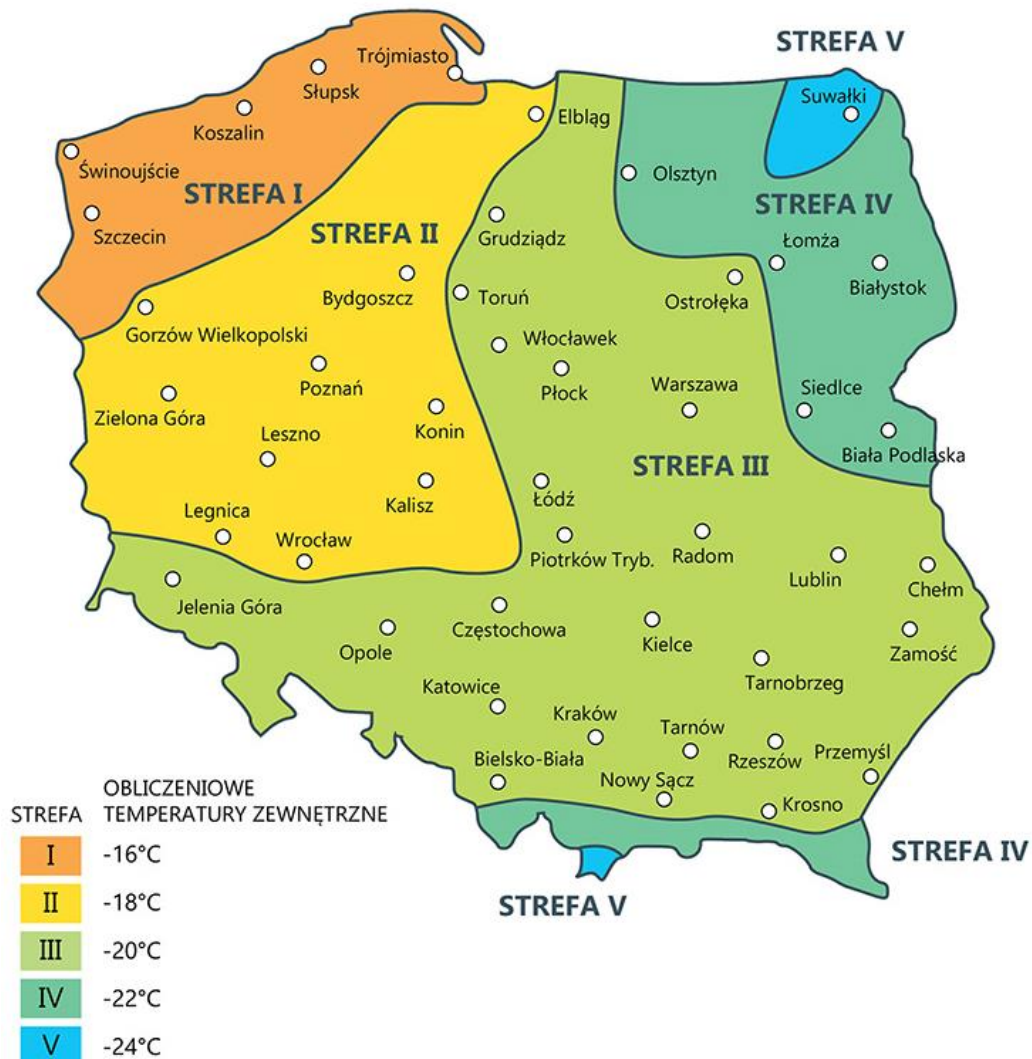 STREFA V
Trójmiasto
Słupsk
Suwałki
Koszalin
Elbląg
Świnoujście
Olsztyn
STREFA I
STREFA IV
Szczecin
STREFA II
Grudziądz
Łomża
Bydgoszcz
Toruń
Ostrołęka
Białystok
Gorzów Wielkopolski
Włocławek
Poznań
Płock
Warszawa
Siedlce
Zielona Góra
Konin
Leszno
Biała Podlaska
STREFA III
Kalisz
Łódź
Legnica
Wrocław
Piotrków Tryb.
Radom
Lublin
Chełm
Jelenia Góra
Częstochowa
Kielce
Opole
Zamość
Tarnobrzeg
Katowice
Kraków
Tarnów
Przemyśl
Bielsko-Biała
Rzeszów
Nowy Sącz
Krosno
STREFA IV
STREFA V
OBLICZENIOWE
STREFA TEMPERATURY ZEWNĘTRZNE
I -16°C
II -18°C
III -20°C
IV -22°C
V -24°C